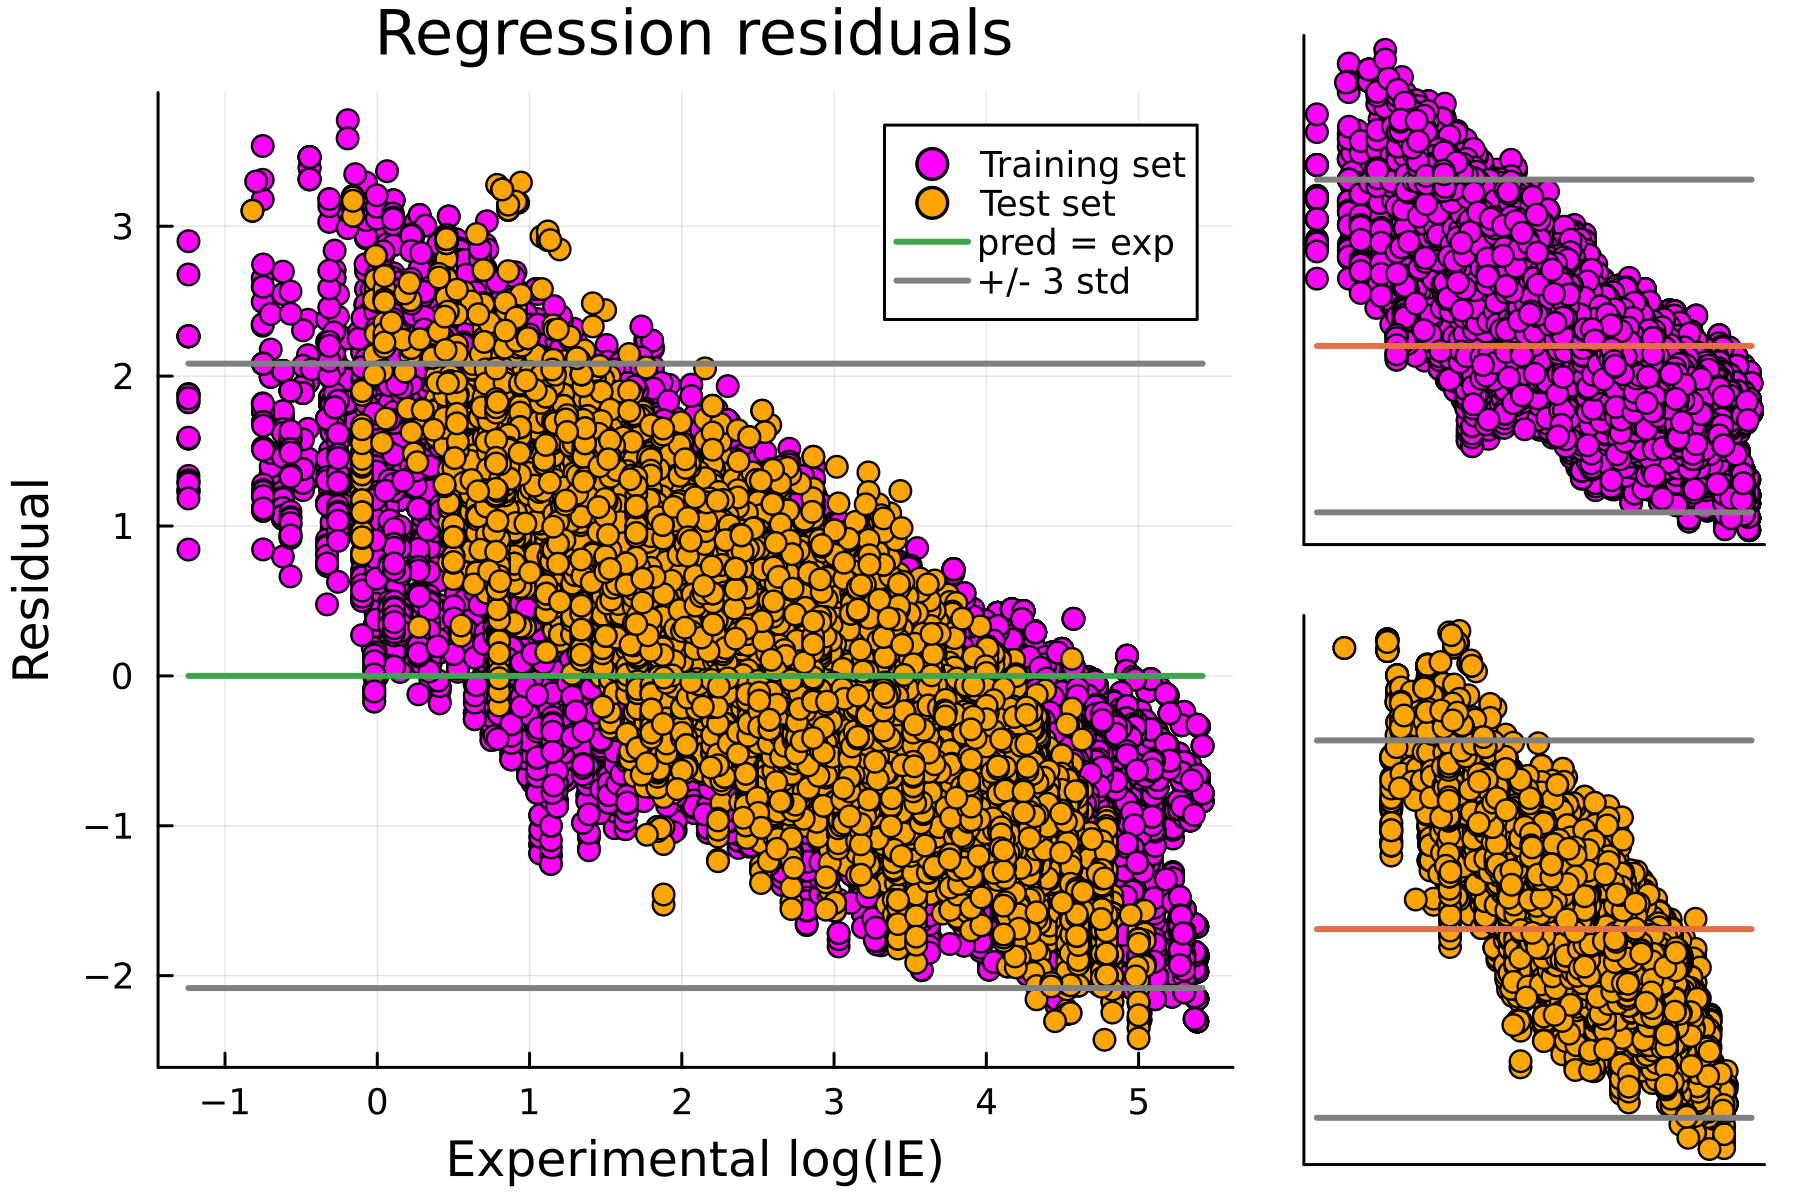 Regression residuals
Training set
Test set
pred = exp
+/- 3 std
Residual
3
2
1
0
−1
−2
−1 0 1 2 3 4 5
Experimental log(IE)